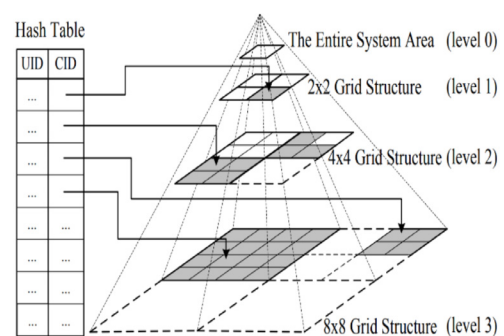 Hash Table
UID CID
... ...
... ...
... ...
... ...
... ...
... ...
... ...
... ...
The Entire System Area (level 0)
2x2 Grid Structure (level 1)
4x4 Grid Structure (level 2)
8x8 Grid Structure (level 3)